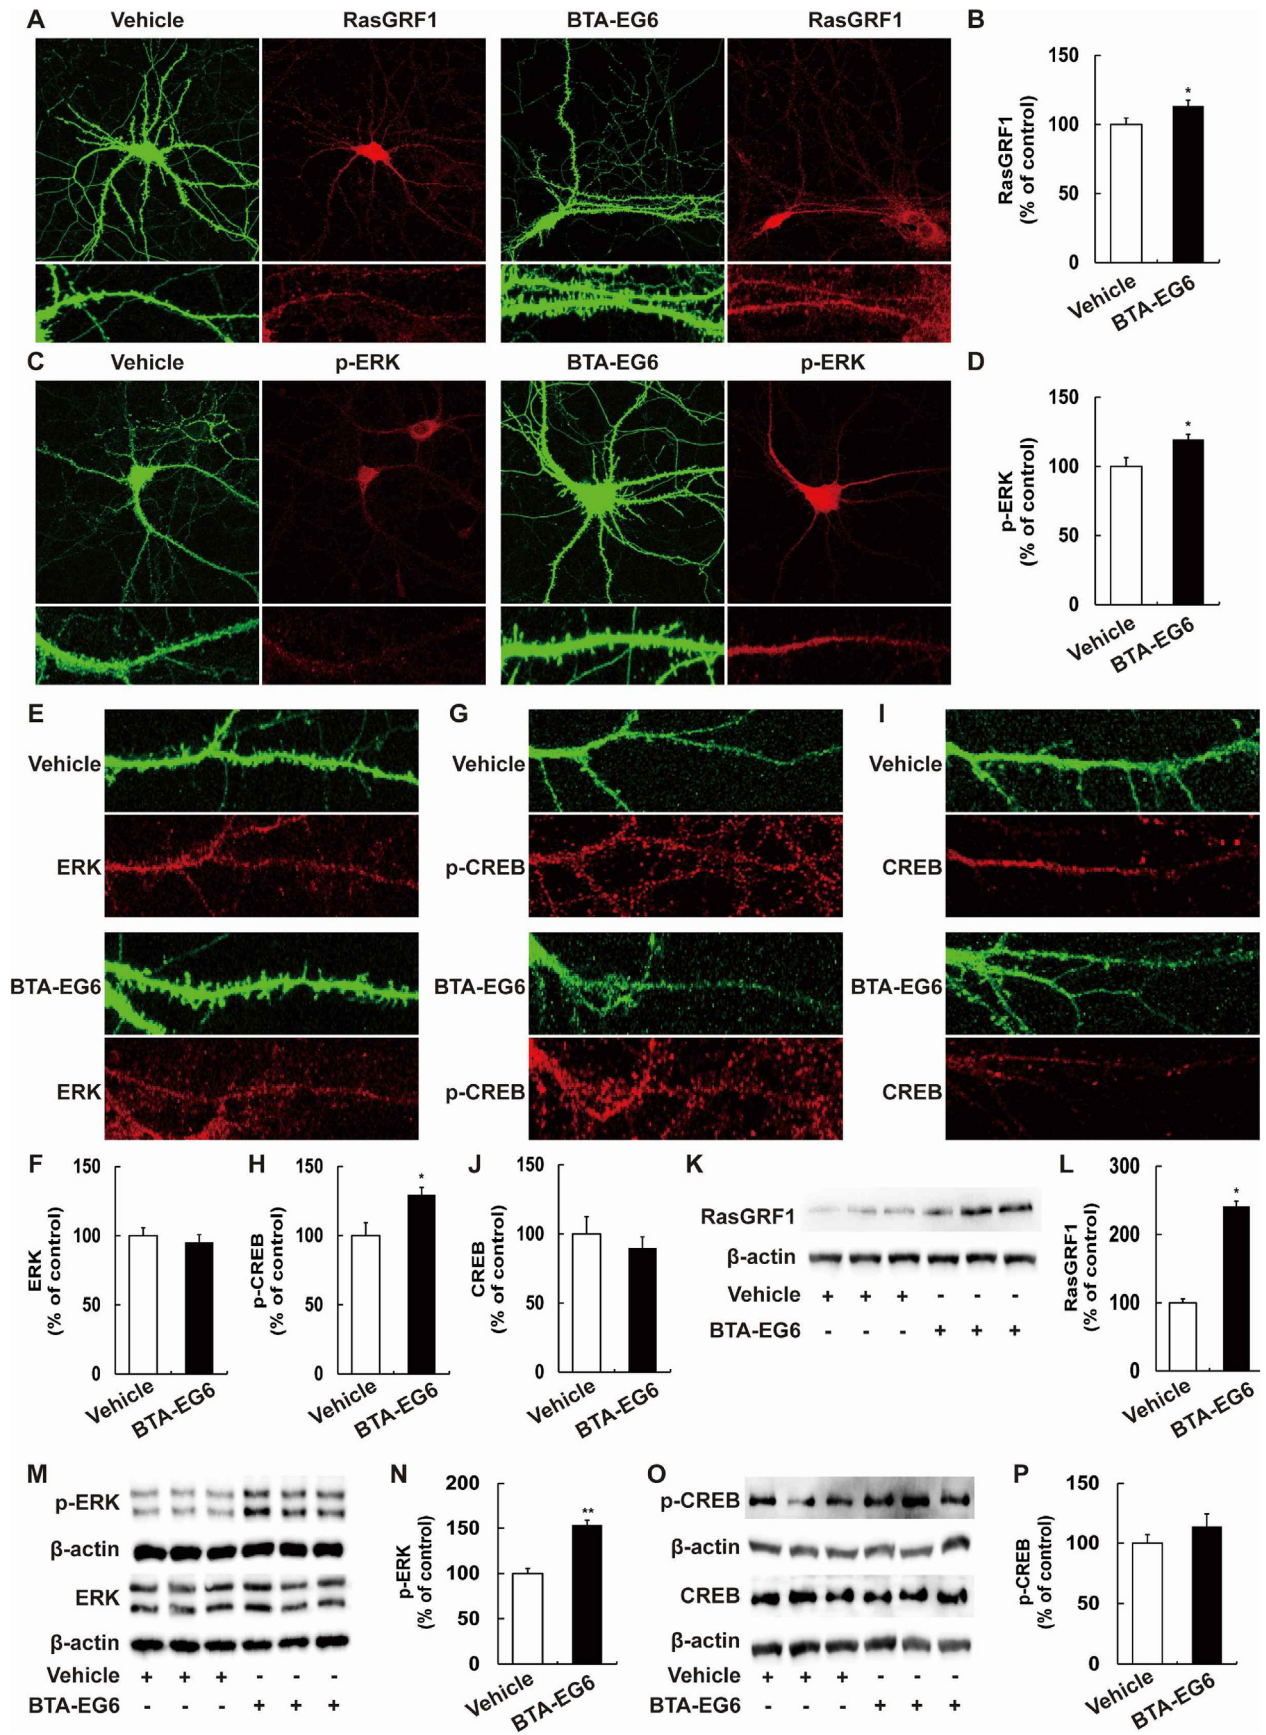 A Vehicle RasGRF1 BTA-EG6 RasGRF1 B
150
100
50
0
RasGRF1
(% of control)
*
Vehicle
BTA-EG6
C Vehicle p-ERK BTA-EG6 p-ERK D
150
100
50
0
p-ERK
(% of control)
*
Vehicle
BTA-EG6
E G I
Vehicle Vehicle Vehicle
ERK p-CREB CREB
BTA-EG6 BTA-EG6 BTA-EG6
ERK p-CREB CREB
F
150
100
50
0
ERK
(% of control)
Vehicle
BTA-EG6
H
150
100
50
0
p-CREB
(% of control)
*
Vehicle
BTA-EG6
J
150
100
50
0
CREB
(% of control)
Vehicle
BTA-EG6
K
RasGRF1
β-actin
Vehicle + + + - - -
BTA-EG6 - - - + + +
L
300
200
100
0
RasGRF1
(% of control)
*
Vehicle
BTA-EG6
M
p-ERK
β-actin
ERK
β-actin
Vehicle + + + - - -
BTA-EG6 - - - + + +
N
200
150
100
50
0
p-ERK
(% of control)
**
Vehicle
BTA-EG6
O
p-CREB
β-actin
CREB
β-actin
Vehicle + + + - - -
BTA-EG6 - - - + + +
P
150
100
50
0
p-CREB
(% of control)
Vehicle
BTA-EG6